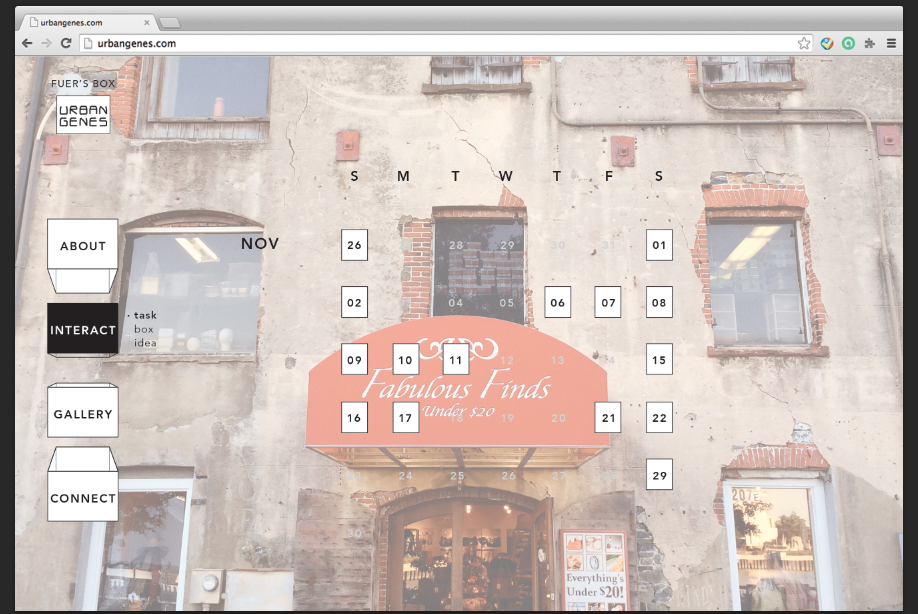 urbangenes.com
urbangenes.com
FUER'S BOX
URBAN
GENES
S M T W T F S
ABOUT
NOV
26 28 29 30 31 01
INTERACT
· task
box
idea
02 04 05 06 07 08
09 10 11 12 13 14 15
Fabulous Finds
Under $20
GALLERY
16 17 18 19 20 21 22
24 25 26 27 28 29
CONNECT
30
207E
Everything's
Under $20!